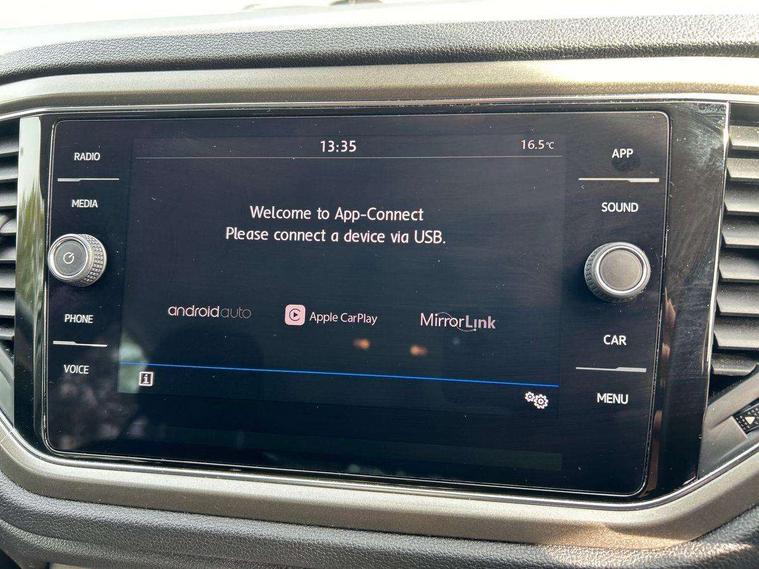 RADIO
MEDIA
PHONE
VOICE
13:35
16.5°C
Welcome to App-Connect
Please connect a device via USB.
androidauto
Apple CarPlay
MirrorLink
i
APP
SOUND
CAR
MENU